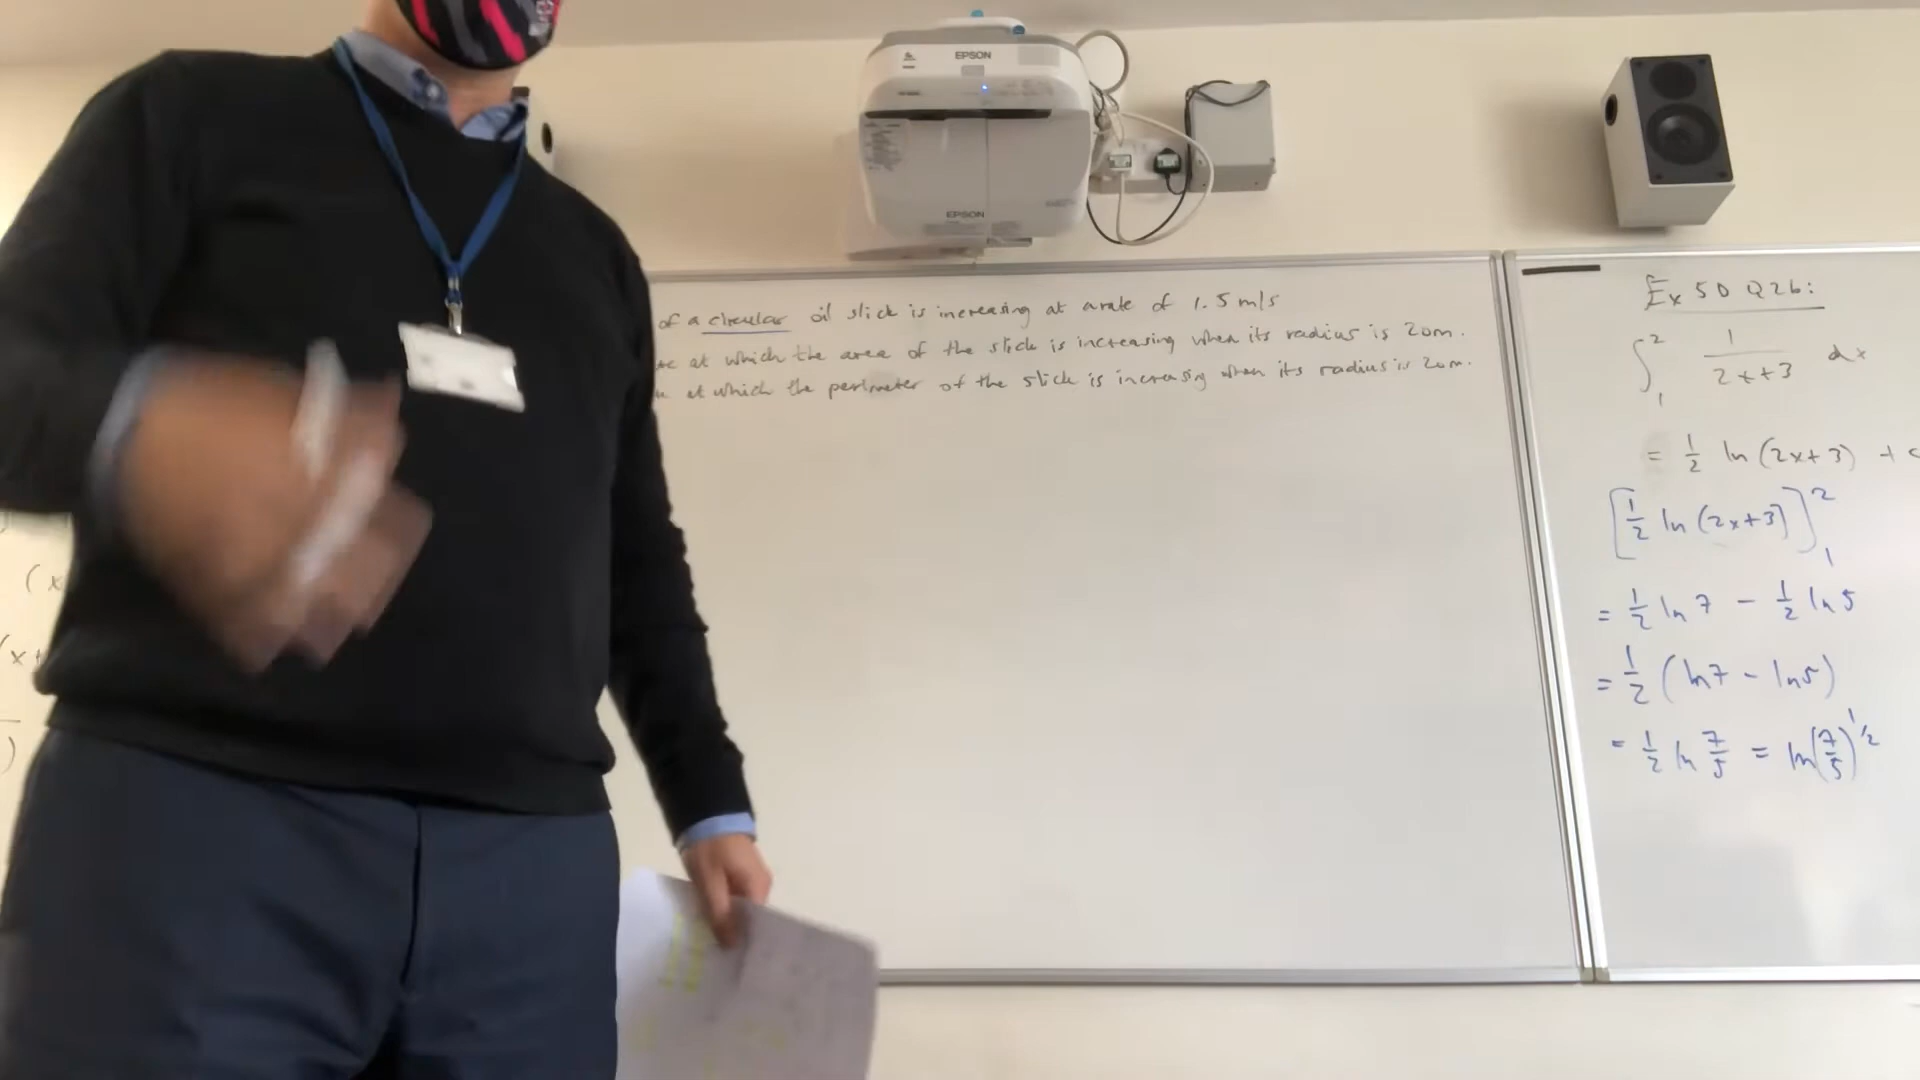 EPSON
EPSON
of a circular oil slick is increasing at a rate of 1.5 m/s
at which the area of the slick is increasing when its radius is 20m.
at which the perimeter of the slick is increasing when its radius is 20m.
Ex 5D Q2b:
∫₁² 1/(2x+3) dx
= 1/2 ln(2x+3) + c
[1/2 ln(2x+3)]₁²
= 1/2 ln 7 - 1/2 ln 5
= 1/2 (ln 7 - ln 5)
= 1/2 ln 7/5 = ln(7/5)^1/2
(x
(x+
)